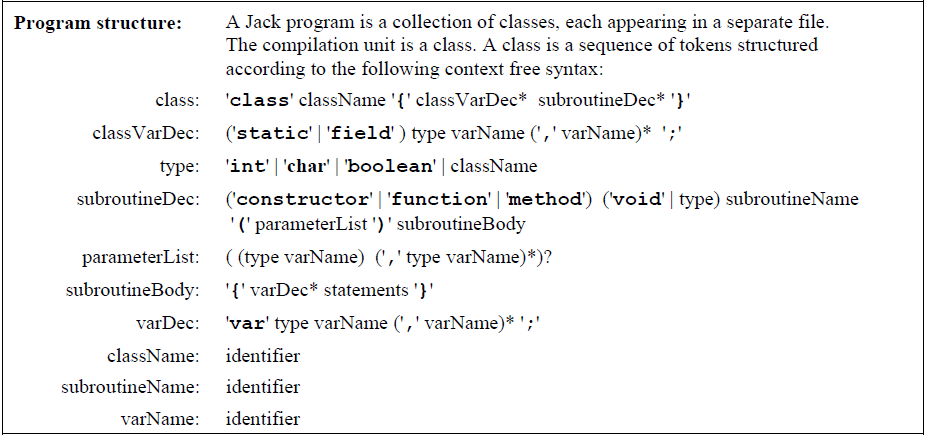 Program structure: A Jack program is a collection of classes, each appearing in a separate file.
The compilation unit is a class. A class is a sequence of tokens structured
according to the following context free syntax:
class: 'class' className '{' classVarDec* subroutineDec* '}'
classVarDec: ('static' | 'field' ) type varName (',' varName)* ';'
type: 'int' | 'char' | 'boolean' | className
subroutineDec: ('constructor' | 'function' | 'method') ('void' | type) subroutineName
'(' parameterList ')' subroutineBody
parameterList: ( (type varName) (',' type varName)*)?
subroutineBody: '{' varDec* statements '}'
varDec: 'var' type varName (',' varName)* ';'
className: identifier
subroutineName: identifier
varName: identifier